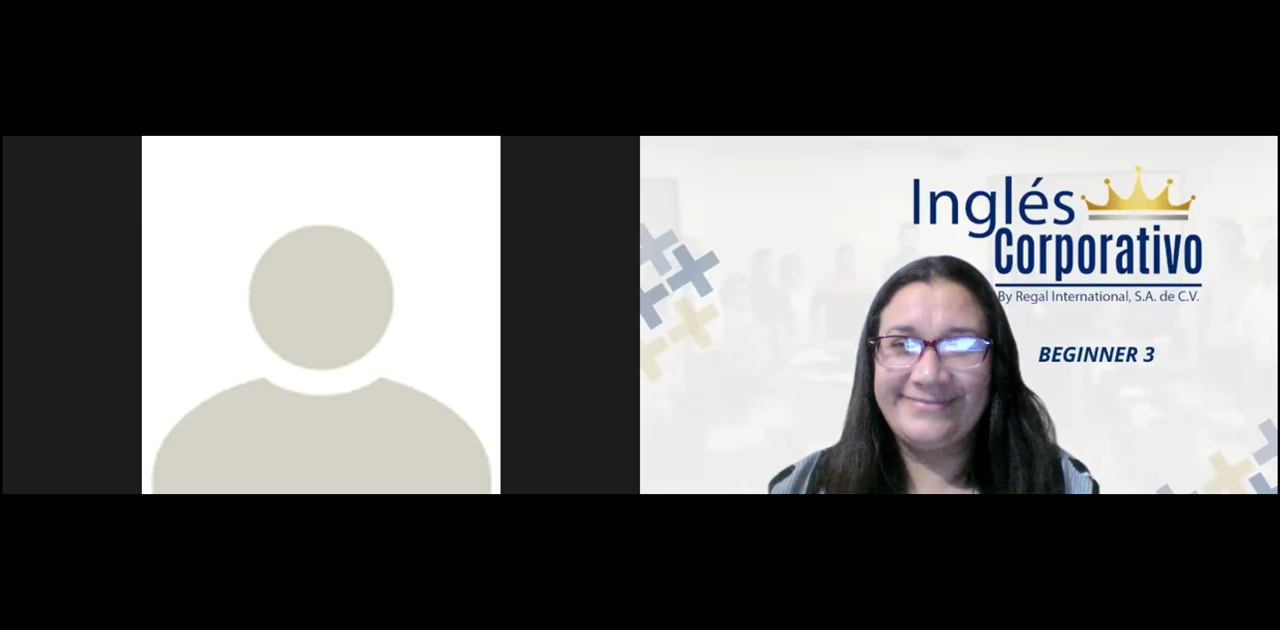 Inglés
Corporativo
By Regal International, S.A. de C.V.
BEGINNER 3